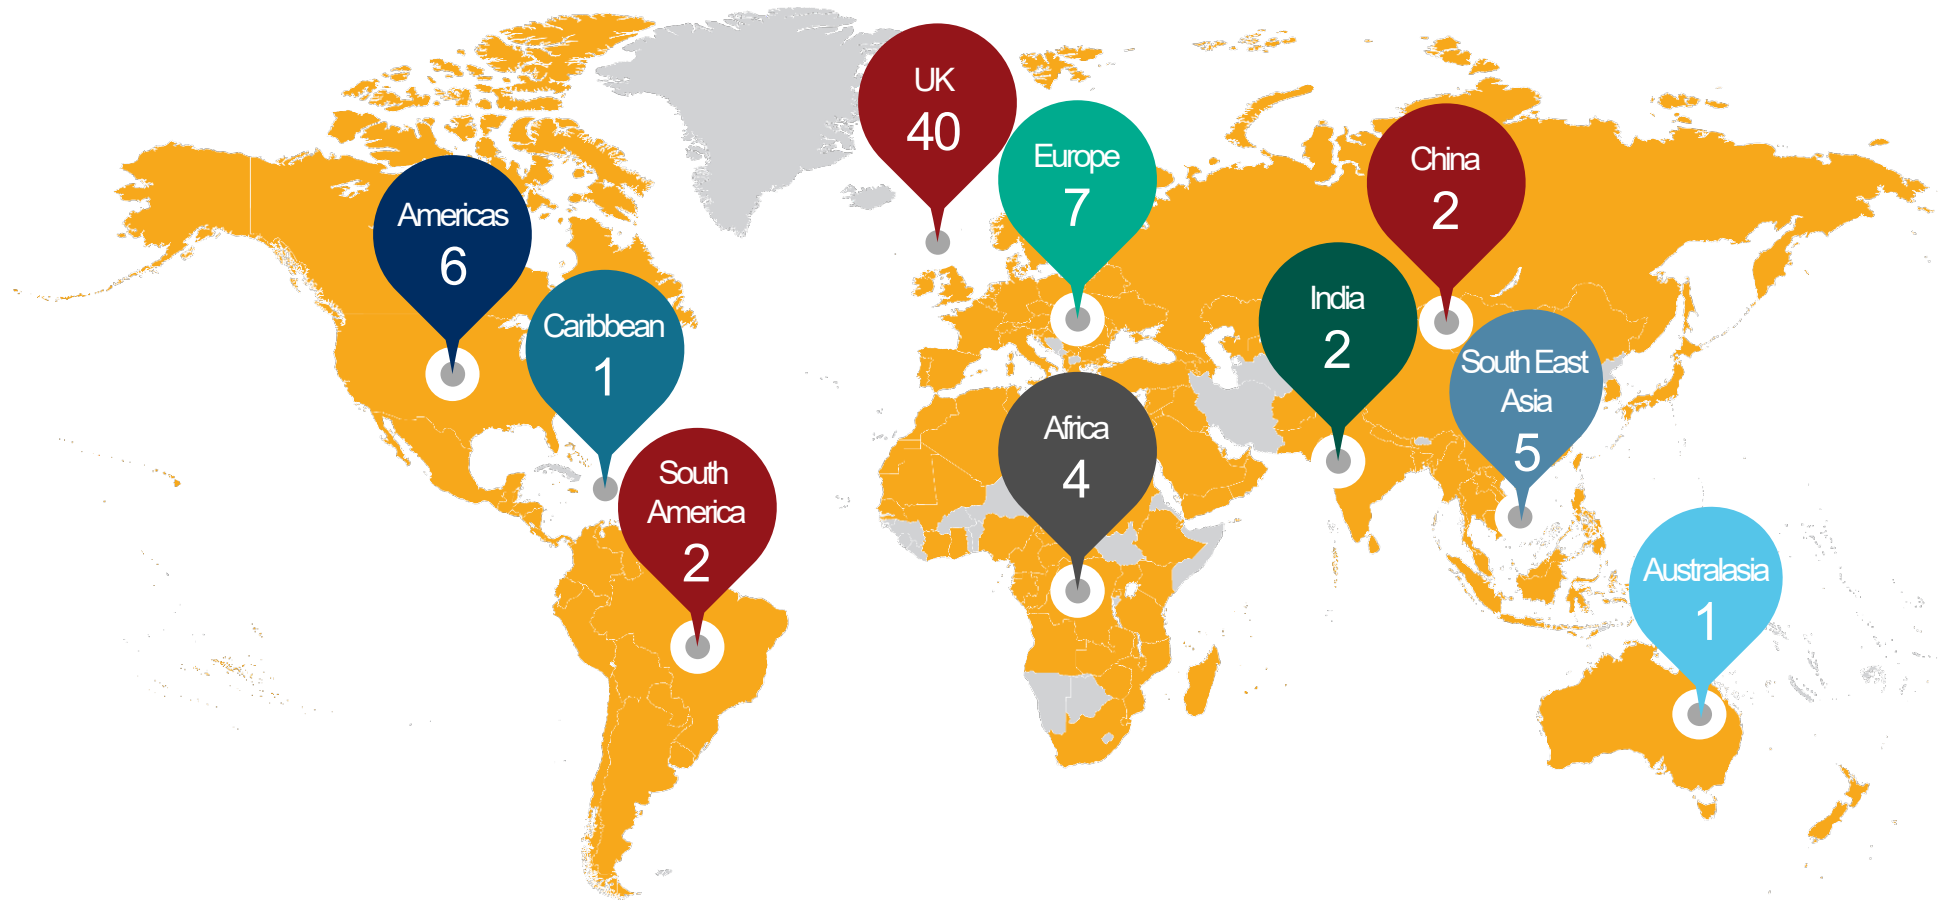 UK
40
Europe
7
China
2
Americas
6
India
2
Caribbean
1
South East
Asia
5
Africa
4
South
America
2
Australasia
1